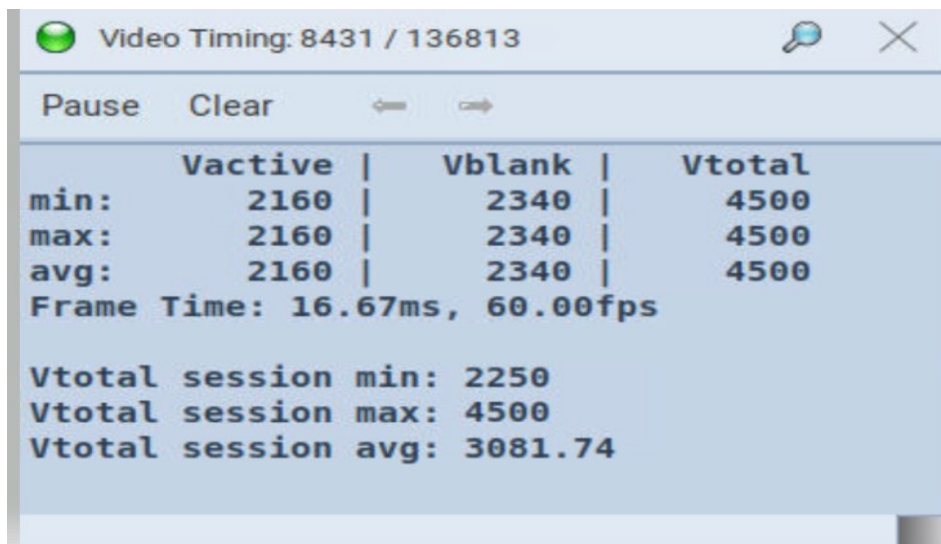 Video Timing: 8431 / 136813
Pause Clear
Vactive | Vblank | Vtotal
min: 2160 | 2340 | 4500
max: 2160 | 2340 | 4500
avg: 2160 | 2340 | 4500
Frame Time: 16.67ms, 60.00fps
Vtotal session min: 2250
Vtotal session max: 4500
Vtotal session avg: 3081.74